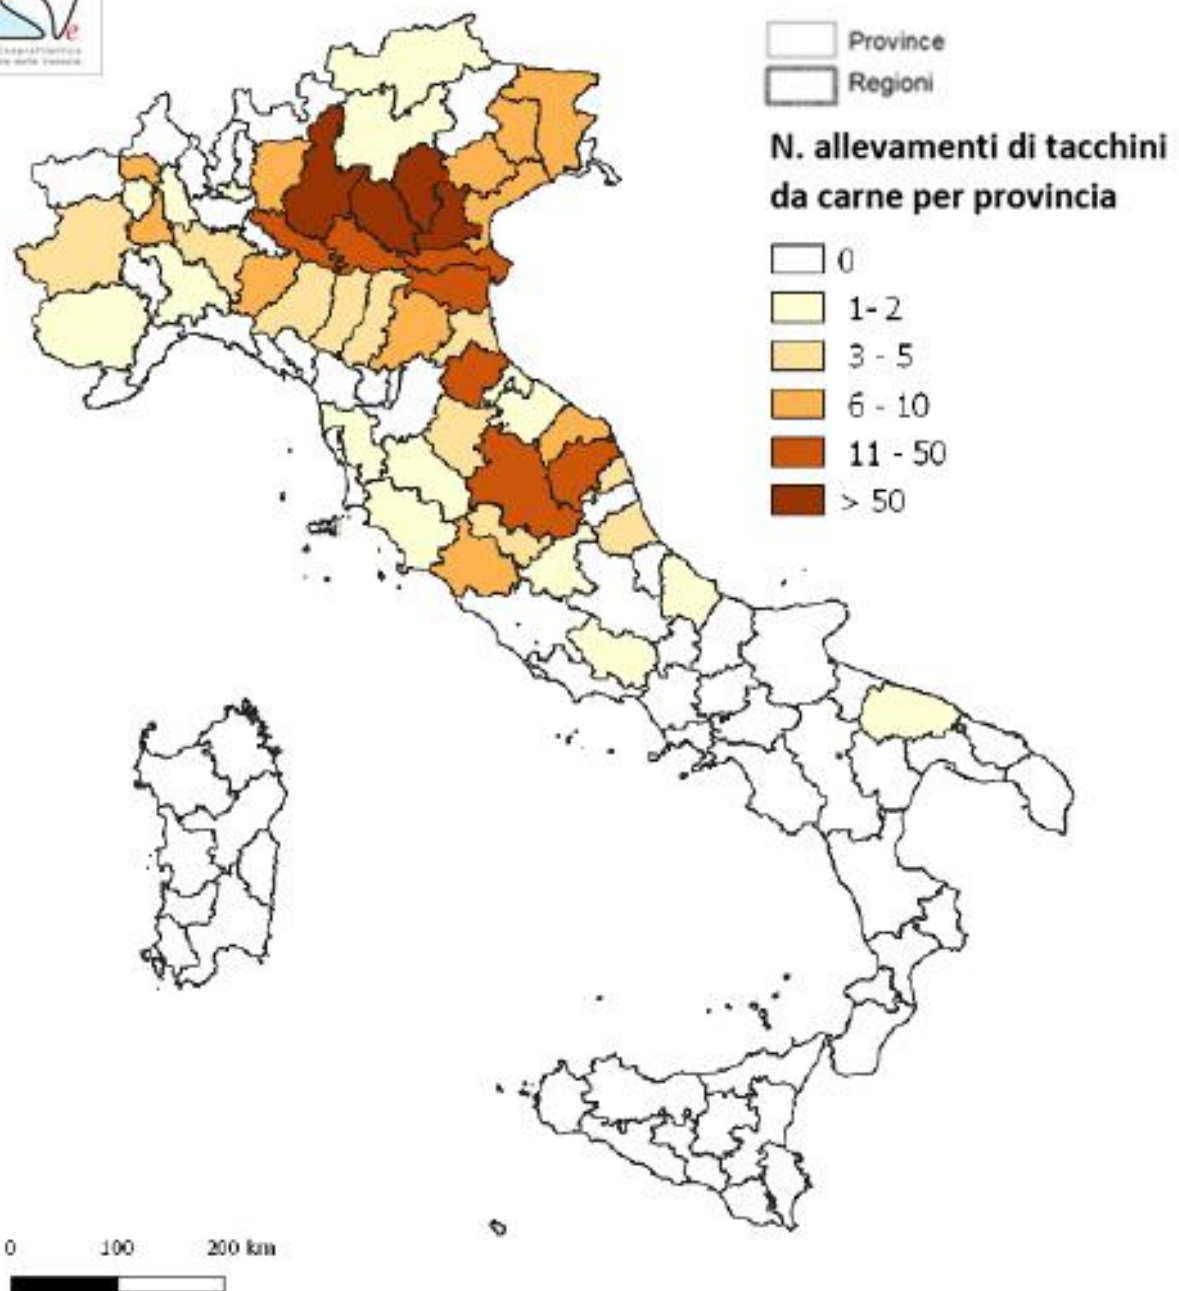 e
Province
Regioni
N. allevamenti di tacchini
da carne per provincia
0
1- 2
3 - 5
6 - 10
11 - 50
> 50
0 100 200 km